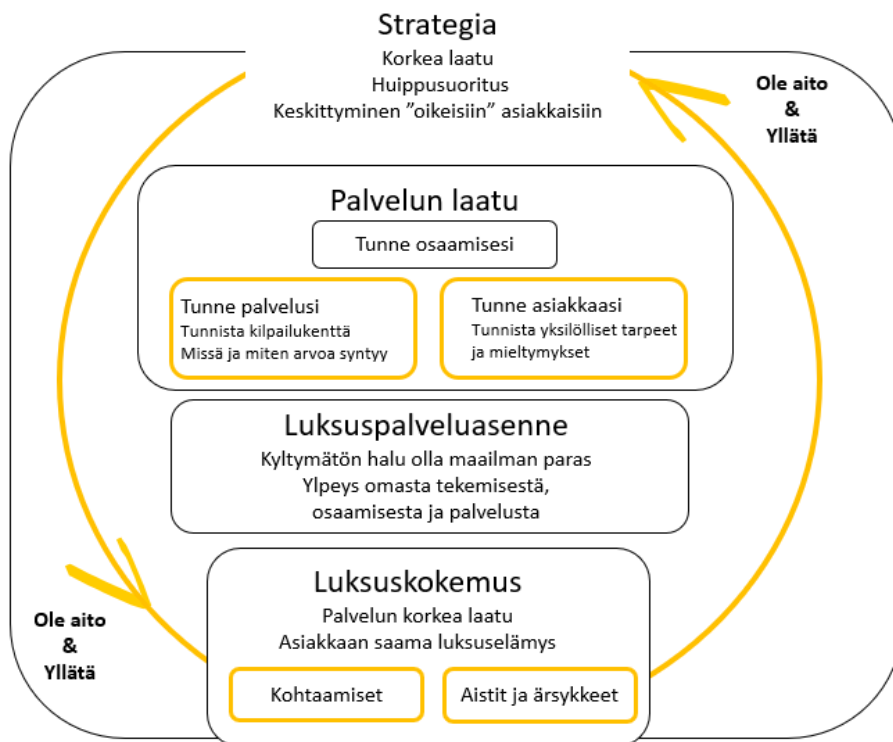 Strategia
Korkea laatu
Huippusuoritus
Keskittyminen ”oikeisiin” asiakkaisiin
Ole aito
&
Yllätä
Palvelun laatu
Tunne osaamisesi
Tunne palvelusi
Tunnista kilpailukenttä
Missä ja miten arvoa syntyy
Tunne asiakkaasi
Tunnista yksilölliset tarpeet
ja mieltymykset
Luksuspalveluasenne
Kyltymätön halu olla maailman paras
Ylpeys omasta tekemisestä,
osaamisesta ja palvelusta
Luksuskokemus
Palvelun korkea laatu
Asiakkaan saama luksuselämys
Kohtaamiset
Aistit ja ärsykkeet
Ole aito
&
Yllätä